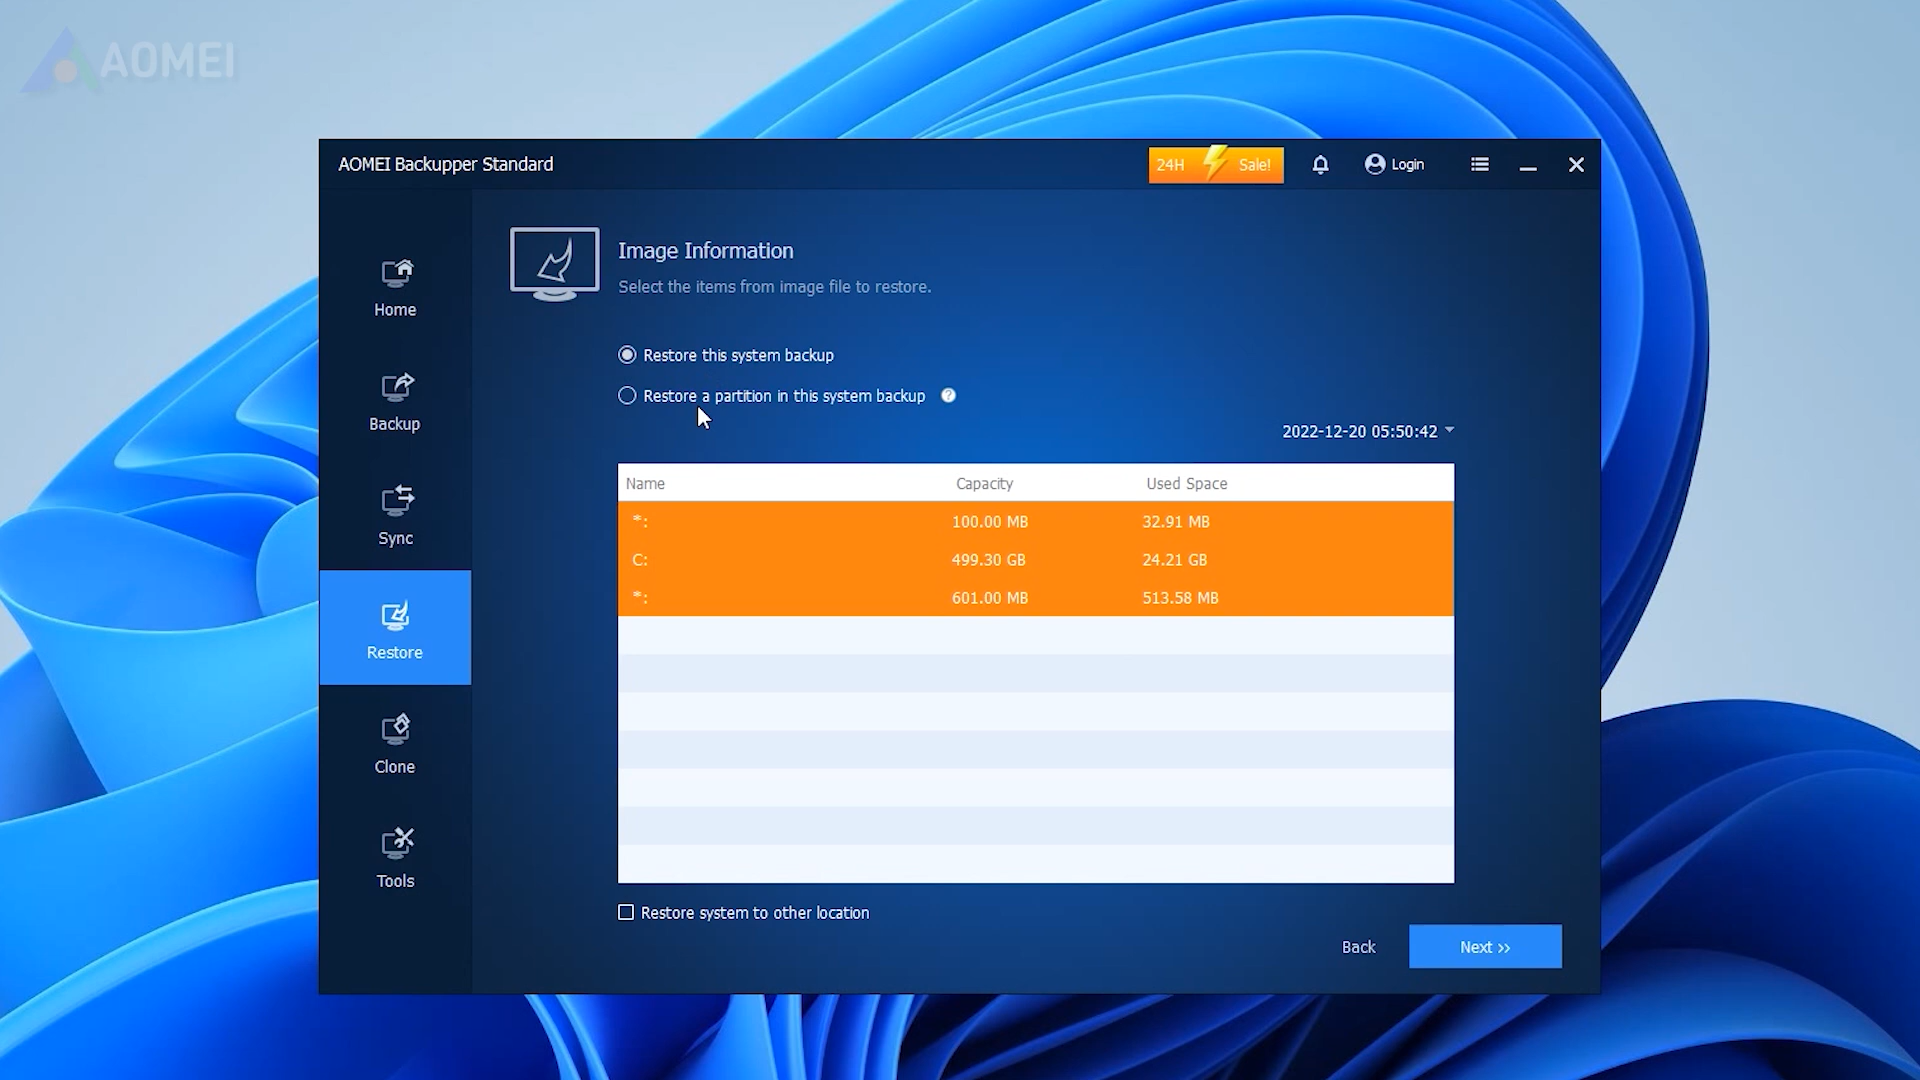 AOMEI
AOMEI Backupper Standard
24H Sale!
Login
Home
Backup
Sync
Restore
Clone
Tools
Image Information
Select the items from image file to restore.
Restore this system backup
Restore a partition in this system backup ?
2022-12-20 05:50:42
Name Capacity Used Space
*: 100.00 MB 32.91 MB
C: 499.30 GB 24.21 GB
*: 601.00 MB 513.58 MB
Restore system to other location
Back Next >>